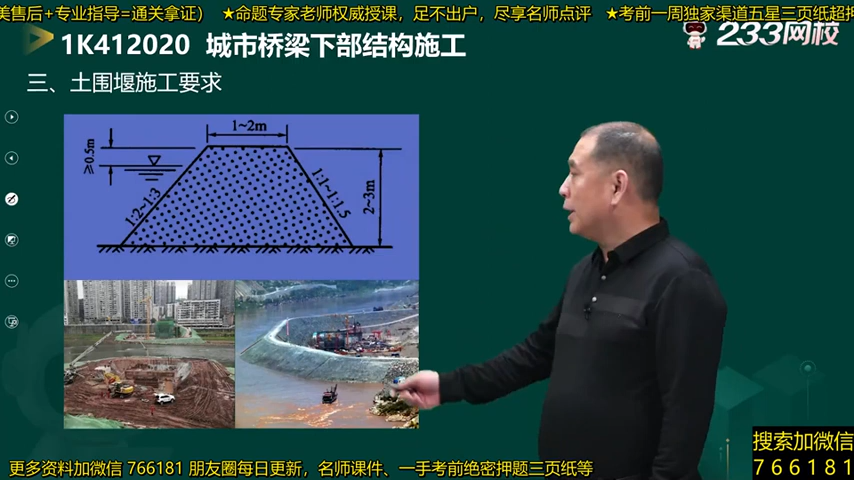 美售后+专业指导=通关拿证) ★命题专家老师权威授课，足不出户，尽享名师点评 ★考前一周独家渠道五星三页纸超押
1K412020 城市桥梁下部结构施工
233网校
三、土围堰施工要求
1~2m
≥0.5m
1:2~1:3
1:1~1:1.5
2~3m
搜索加微信
766181
更多资料加微信 766181 朋友圈每日更新，名师课件、一手考前绝密押题三页纸等